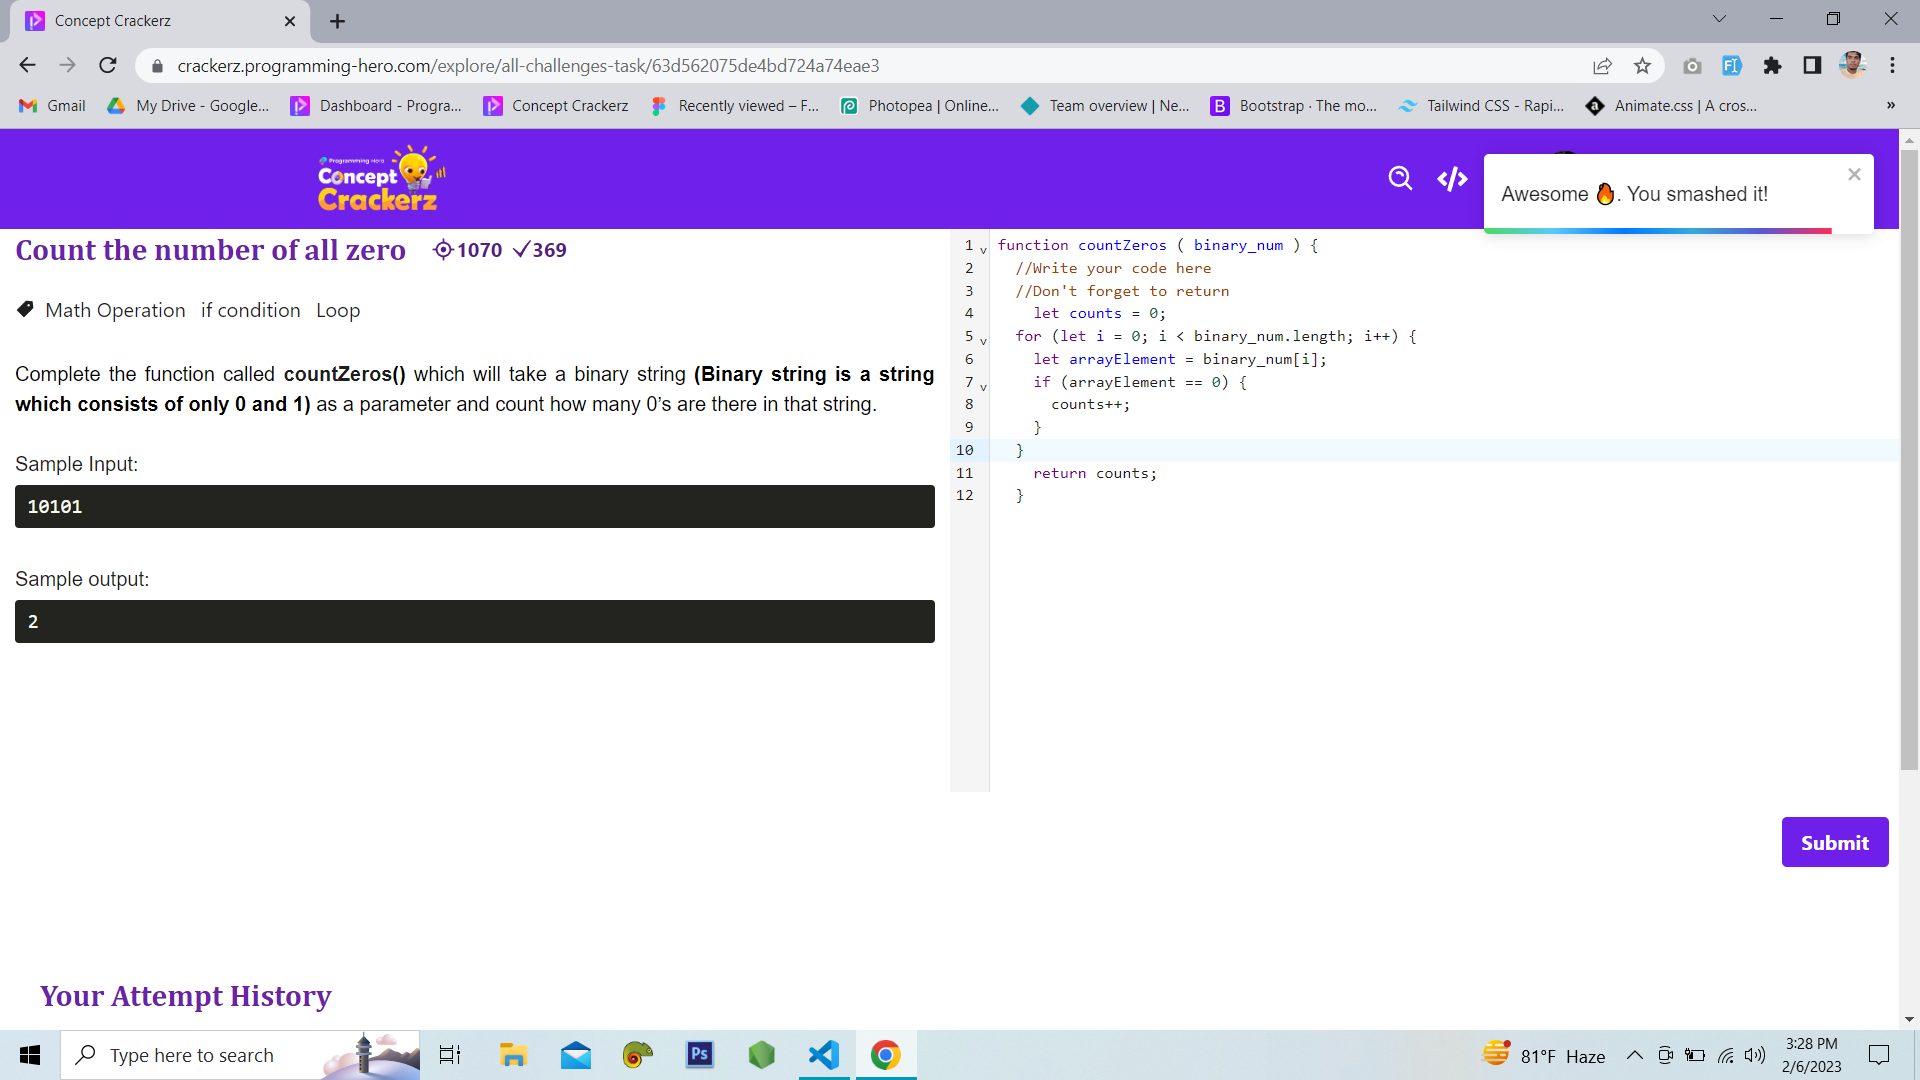 Concept Crackerz
crackerz.programming-hero.com/explore/all-challenges-task/63d562075de4bd724a74eae3
Gmail My Drive - Google... Dashboard - Progra... Concept Crackerz Recently viewed – F... Photopea | Online... Team overview | Ne... Bootstrap · The mo... Tailwind CSS - Rapi... Animate.css | A cros... »
Programming Hero
Concept
Crackerz
Awesome 🔥. You smashed it!
Count the number of all zero 1070 369
Math Operation if condition Loop
Complete the function called countZeros() which will take a binary string (Binary string is a string
which consists of only 0 and 1) as a parameter and count how many 0’s are there in that string.
Sample Input:
10101
Sample output:
2
1 function countZeros ( binary_num ) {
2 //Write your code here
3 //Don't forget to return
4 let counts = 0;
5 for (let i = 0; i < binary_num.length; i++) {
6 let arrayElement = binary_num[i];
7 if (arrayElement == 0) {
8 counts++;
9 }
10 }
11 return counts;
12 }
Submit
Your Attempt History
Type here to search
Ps
81°F Haze
3:28 PM
2/6/2023